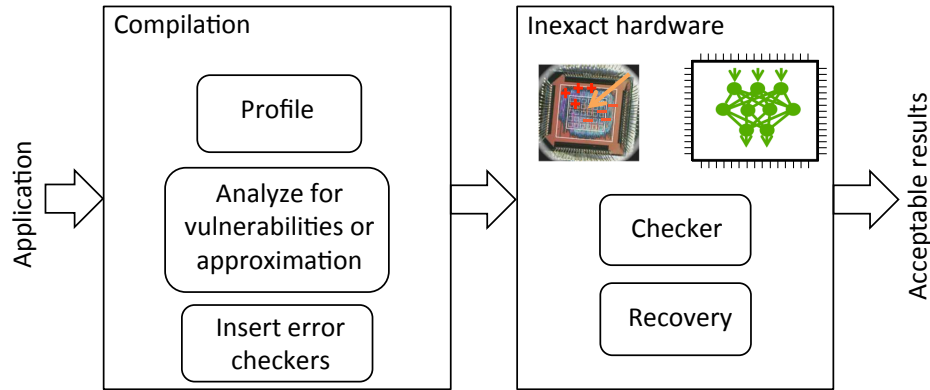 Application
Compilation
Profile
Analyze for
vulnerabilities or
approximation
Insert error
checkers
Inexact hardware
Checker
Recovery
Acceptable results